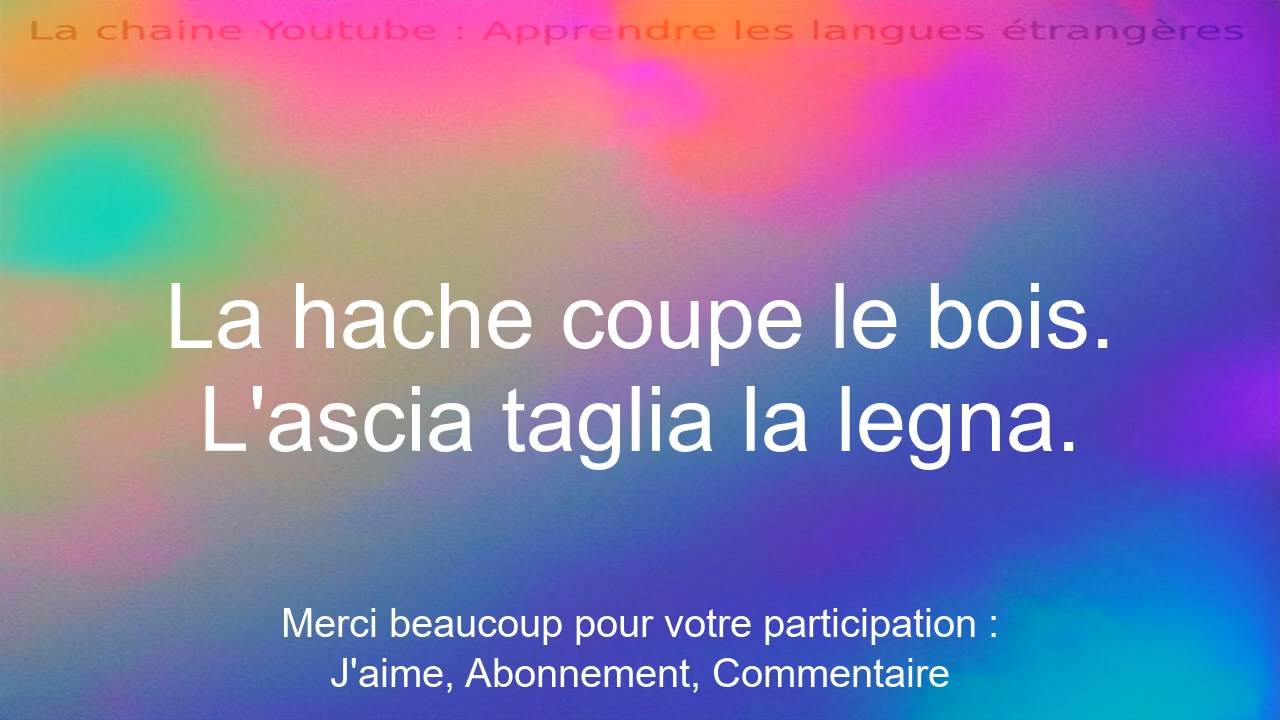 La chaine Youtube : Apprendre les langues étrangères
La hache coupe le bois.
L'ascia taglia la legna.
Merci beaucoup pour votre participation :
J'aime, Abonnement, Commentaire